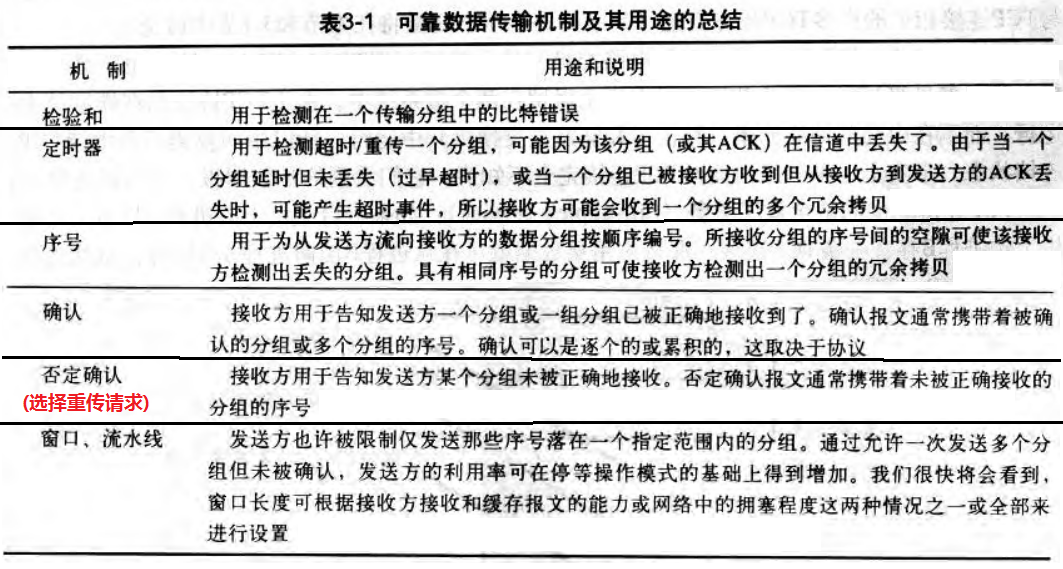 表3-1 可靠数据传输机制及其用途的总结
机 制 用途和说明
检验和 用于检测在一个传输分组中的比特错误
定时器 用于检测超时/重传一个分组，可能因为该分组（或其ACK）在信道中丢失了。由于当一个
分组延时但未丢失（过早超时），或当一个分组已被接收方收到但从接收方到发送方的ACK丢
失时，可能产生超时事件，所以接收方可能会收到一个分组的多个冗余拷贝
序号 用于为从发送方流向接收方的数据分组按顺序编号。所接收分组的序号间的空隙可使该接收
方检测出丢失的分组。具有相同序号的分组可使接收方检测出一个分组的冗余拷贝
确认 接收方用于告知发送方一个分组或一组分组已被正确地接收到了。确认报文通常携带着被确
认的分组或多个分组的序号。确认可以是逐个的或累积的，这取决于协议
否定确认 接收方用于告知发送方某个分组未被正确地接收。否定确认报文通常携带着未被正确接收的
(选择重传请求) 分组的序号
窗口、流水线 发送方也许被限制仅发送那些序号落在一个指定范围内的分组。通过允许一次发送多个分
组但未被确认，发送方的利用率可在停等操作模式的基础上得到增加。我们很快将会看到，
窗口长度可根据接收方接收和缓存报文的能力或网络中的拥塞程度这两种情况之一或全部来
进行设置